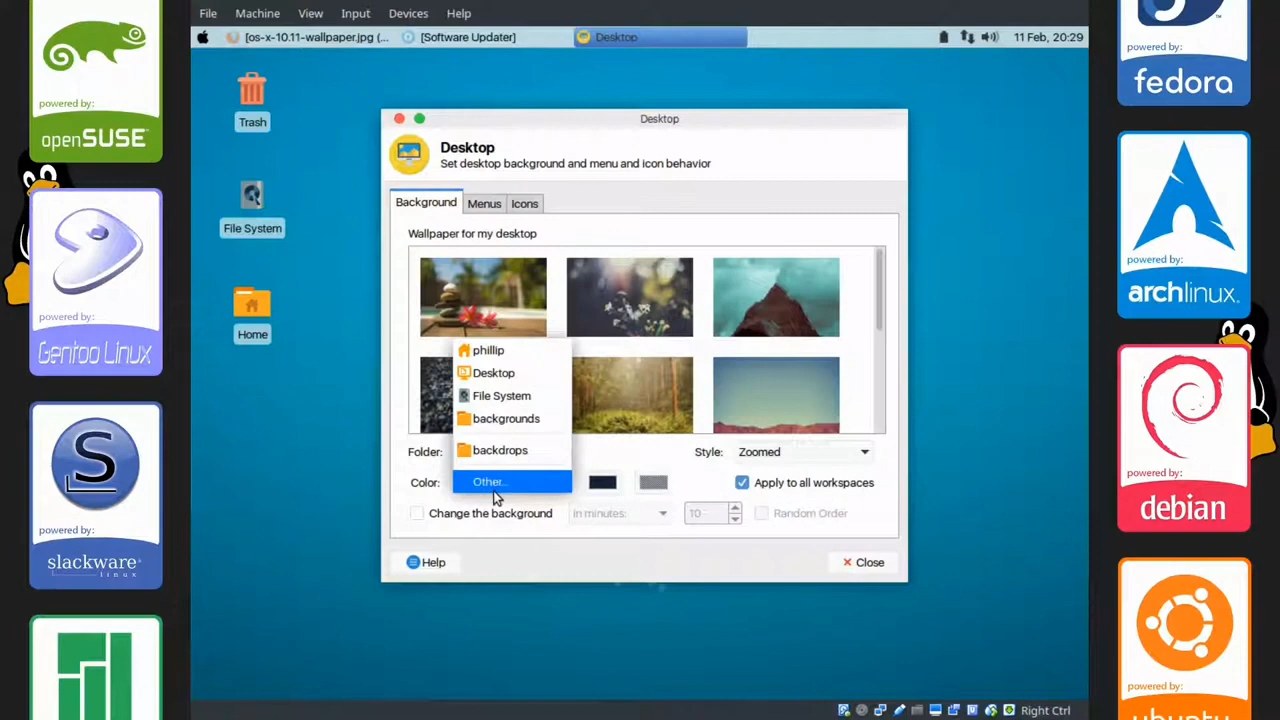 File Machine View Input Devices Help
[os-x-10.11-wallpaper.jpg (... [Software Updater] Desktop 11 Feb, 20:29
Trash
File System
Home
Desktop
Desktop
Set desktop background and menu and icon behavior
Background Menus Icons
Wallpaper for my desktop
phillip
Desktop
File System
backgrounds
backdrops
Other...
Folder:
Style: Zoomed
Color:
Apply to all workspaces
Change the background in minutes: 10 Random Order
Help Close
Right Ctrl
powered by:
openSUSE™
powered by:
Gentoo Linux
powered by:
slackware
linux
powered by:
fedora
powered by:
archlinux
powered by:
debian
powered by:
ubuntu